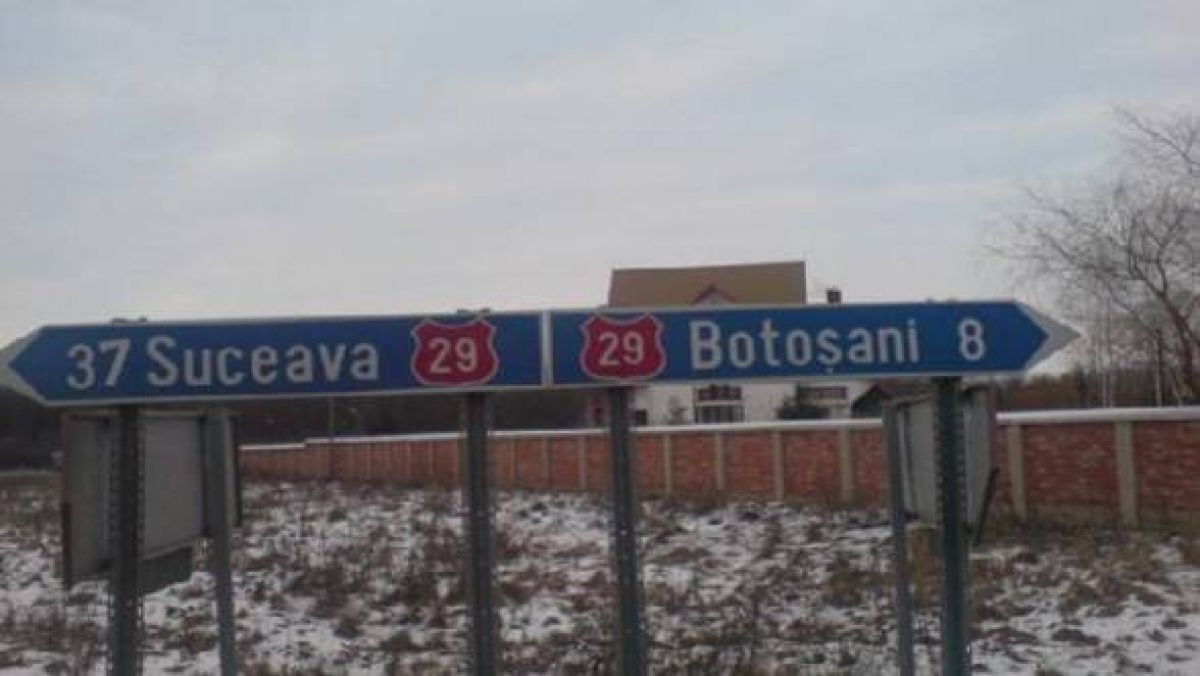 37 Suceava 29
29 Botoșani 8